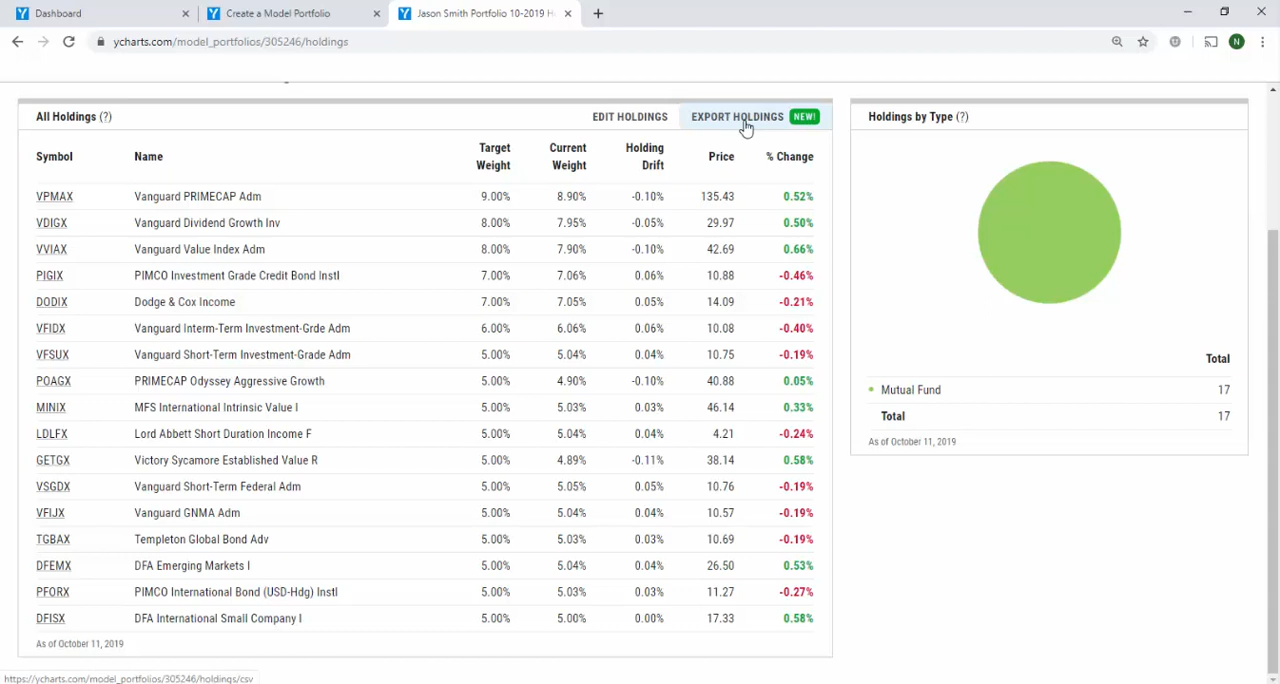 Dashboard
Create a Model Portfolio
Jason Smith Portfolio 10-2019 H
ycharts.com/model_portfolios/305246/holdings
N
All Holdings (?)
EDIT HOLDINGS
EXPORT HOLDINGS NEW!
Symbol Name Target Weight Current Weight Holding Drift Price % Change
VPMAX Vanguard PRIMECAP Adm 9.00% 8.90% -0.10% 135.43 0.52%
VDIGX Vanguard Dividend Growth Inv 8.00% 7.95% -0.05% 29.97 0.50%
VVIAX Vanguard Value Index Adm 8.00% 7.90% -0.10% 42.69 0.66%
PIGIX PIMCO Investment Grade Credit Bond Instl 7.00% 7.06% 0.06% 10.88 -0.46%
DODIX Dodge & Cox Income 7.00% 7.05% 0.05% 14.09 -0.21%
VFIDX Vanguard Interm-Term Investment-Grde Adm 6.00% 6.06% 0.06% 10.08 -0.40%
VFSUX Vanguard Short-Term Investment-Grade Adm 5.00% 5.04% 0.04% 10.75 -0.19%
POAGX PRIMECAP Odyssey Aggressive Growth 5.00% 4.90% -0.10% 40.88 0.05%
MINIX MFS International Intrinsic Value I 5.00% 5.03% 0.03% 46.14 0.33%
LDLFX Lord Abbett Short Duration Income F 5.00% 5.04% 0.04% 4.21 -0.24%
GETGX Victory Sycamore Established Value R 5.00% 4.89% -0.11% 38.14 0.58%
VSGDX Vanguard Short-Term Federal Adm 5.00% 5.05% 0.05% 10.76 -0.19%
VFIJX Vanguard GNMA Adm 5.00% 5.04% 0.04% 10.57 -0.19%
TGBAX Templeton Global Bond Adv 5.00% 5.03% 0.03% 10.69 -0.19%
DFEMX DFA Emerging Markets I 5.00% 5.04% 0.04% 26.50 0.53%
PFORX PIMCO International Bond (USD-Hdg) Instl 5.00% 5.03% 0.03% 11.27 -0.27%
DFISX DFA International Small Company I 5.00% 5.00% 0.00% 17.33 0.58%
As of October 11, 2019
Holdings by Type (?)
Total
Mutual Fund 17
Total 17
As of October 11, 2019
https://ycharts.com/model_portfolios/305246/holdings/csv